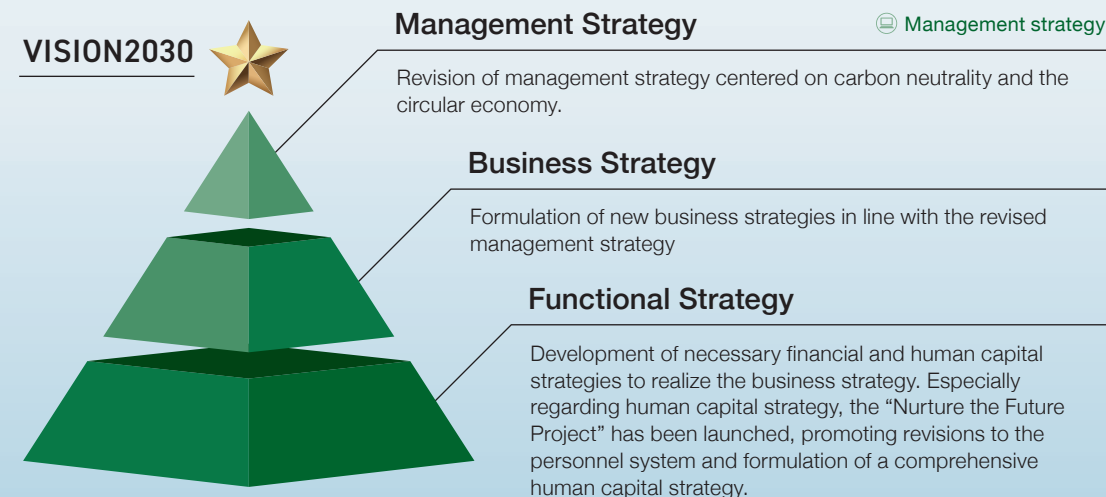 VISION2030
Management Strategy
Management strategy
Revision of management strategy centered on carbon neutrality and the
circular economy.
Business Strategy
Formulation of new business strategies in line with the revised
management strategy
Functional Strategy
Development of necessary financial and human capital
strategies to realize the business strategy. Especially
regarding human capital strategy, the “Nurture the Future
Project” has been launched, promoting revisions to the
personnel system and formulation of a comprehensive
human capital strategy.